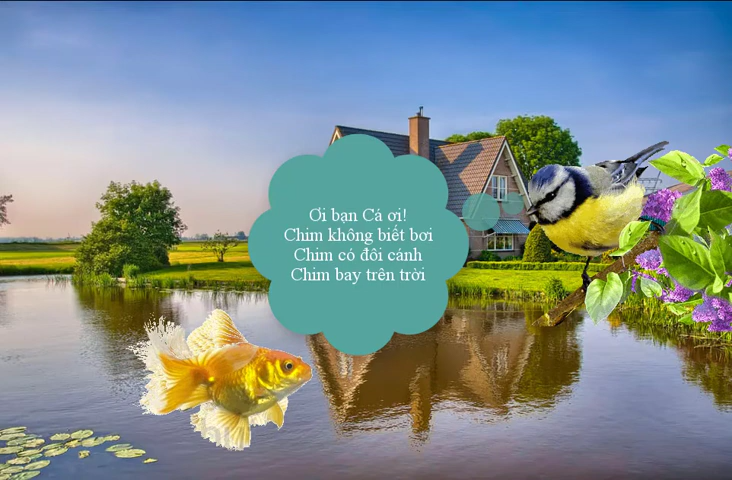 Ơi bạn Cá ơi!
Chim không biết bơi
Chim có đôi cánh
Chim bay trên trời